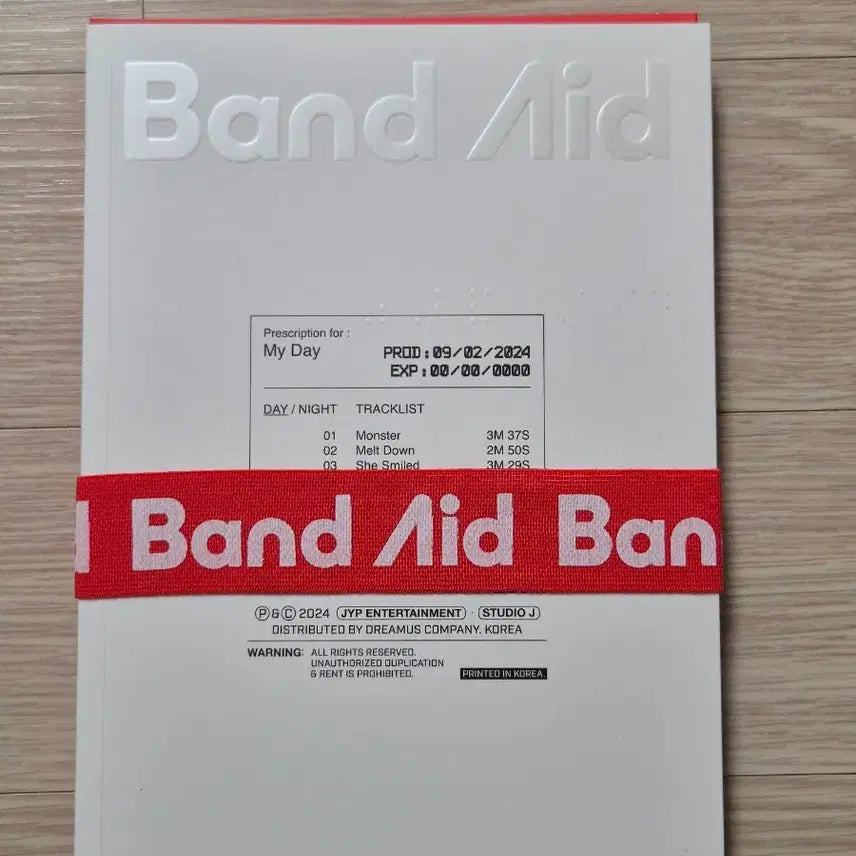 Band Aid
Prescription for :
My Day
PROD : 09/02/2024
EXP : 00/00/0000
DAY / NIGHT TRACKLIST
01 Monster 3M 37S
02 Melt Down 2M 50S
03 She Smiled 3M 29S
Band Aid Ban
Ⓟ & Ⓒ 2024 JYP ENTERTAINMENT · STUDIO J
DISTRIBUTED BY DREAMUS COMPANY. KOREA
WARNING: ALL RIGHTS RESERVED.
UNAUTHORIZED DUPLICATION
& RENT IS PROHIBITED.
PRINTED IN KOREA.